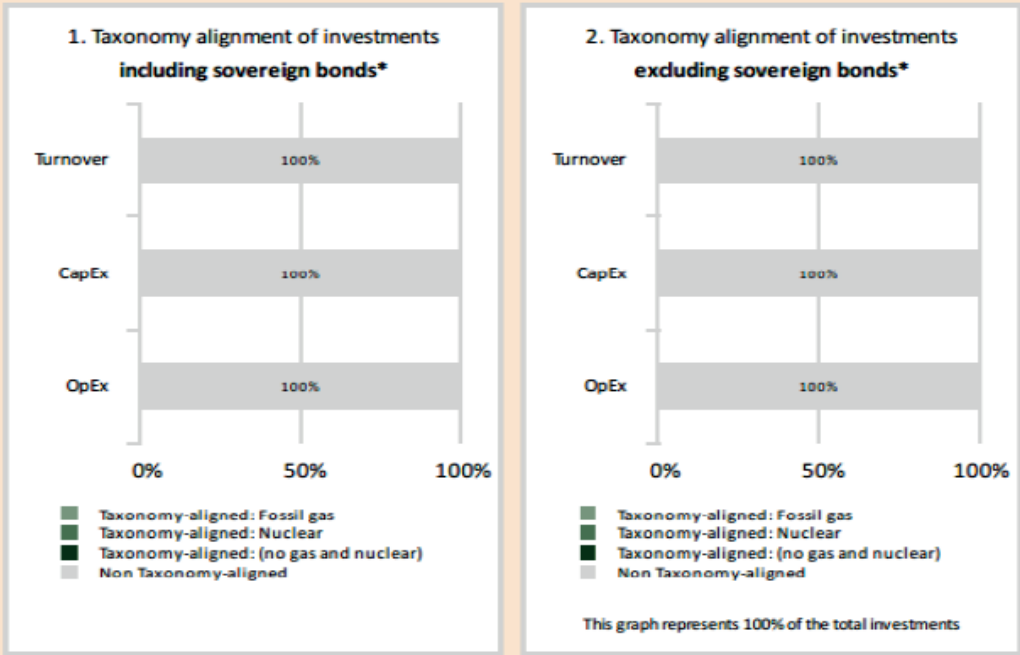 1. Taxonomy alignment of investments
including sovereign bonds*
Turnover
100%
CapEx
100%
OpEx
100%
0% 50% 100%
Taxonomy-aligned: Fossil gas
Taxonomy-aligned: Nuclear
Taxonomy-aligned: (no gas and nuclear)
Non Taxonomy-aligned
2. Taxonomy alignment of investments
excluding sovereign bonds*
Turnover
100%
CapEx
100%
OpEx
100%
0% 50% 100%
Taxonomy-aligned: Fossil gas
Taxonomy-aligned: Nuclear
Taxonomy-aligned: (no gas and nuclear)
Non Taxonomy-aligned
This graph represents 100% of the total investments